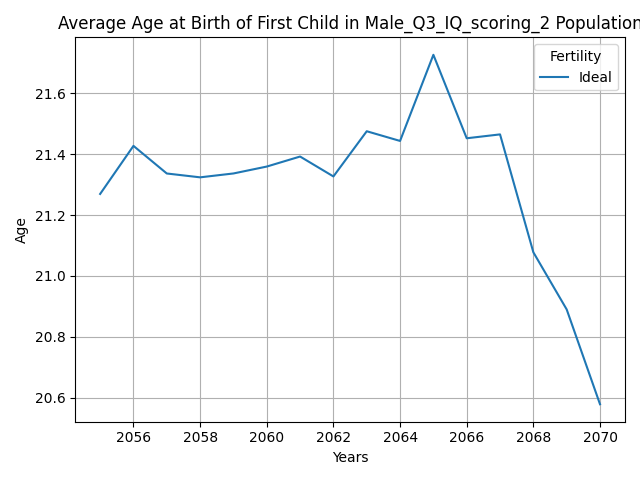 Average Age at Birth of First Child in Male_Q3_IQ_scoring_2 Population
Fertility
Ideal
21.6
21.4
21.2
21.0
20.8
20.6
Age
2056 2058 2060 2062 2064 2066 2068 2070
Years